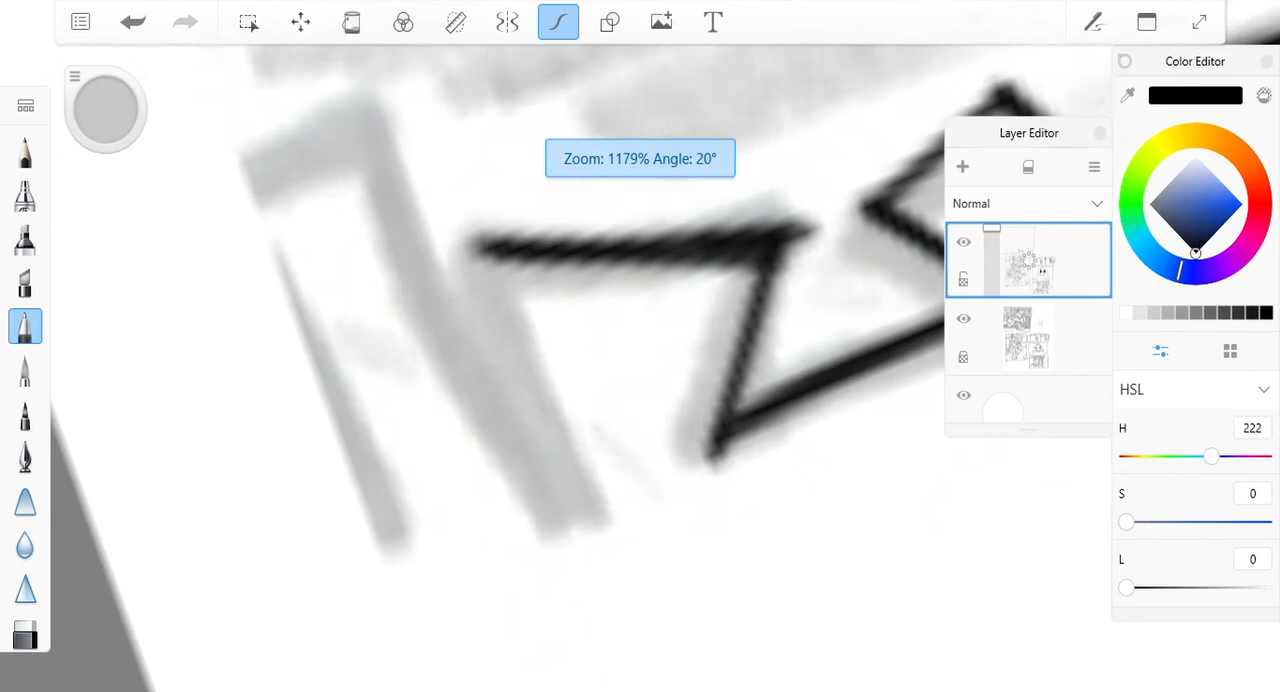 T
Color Editor
Zoom: 1179% Angle: 20°
Layer Editor
Normal
HSL
H 222
S 0
L 0